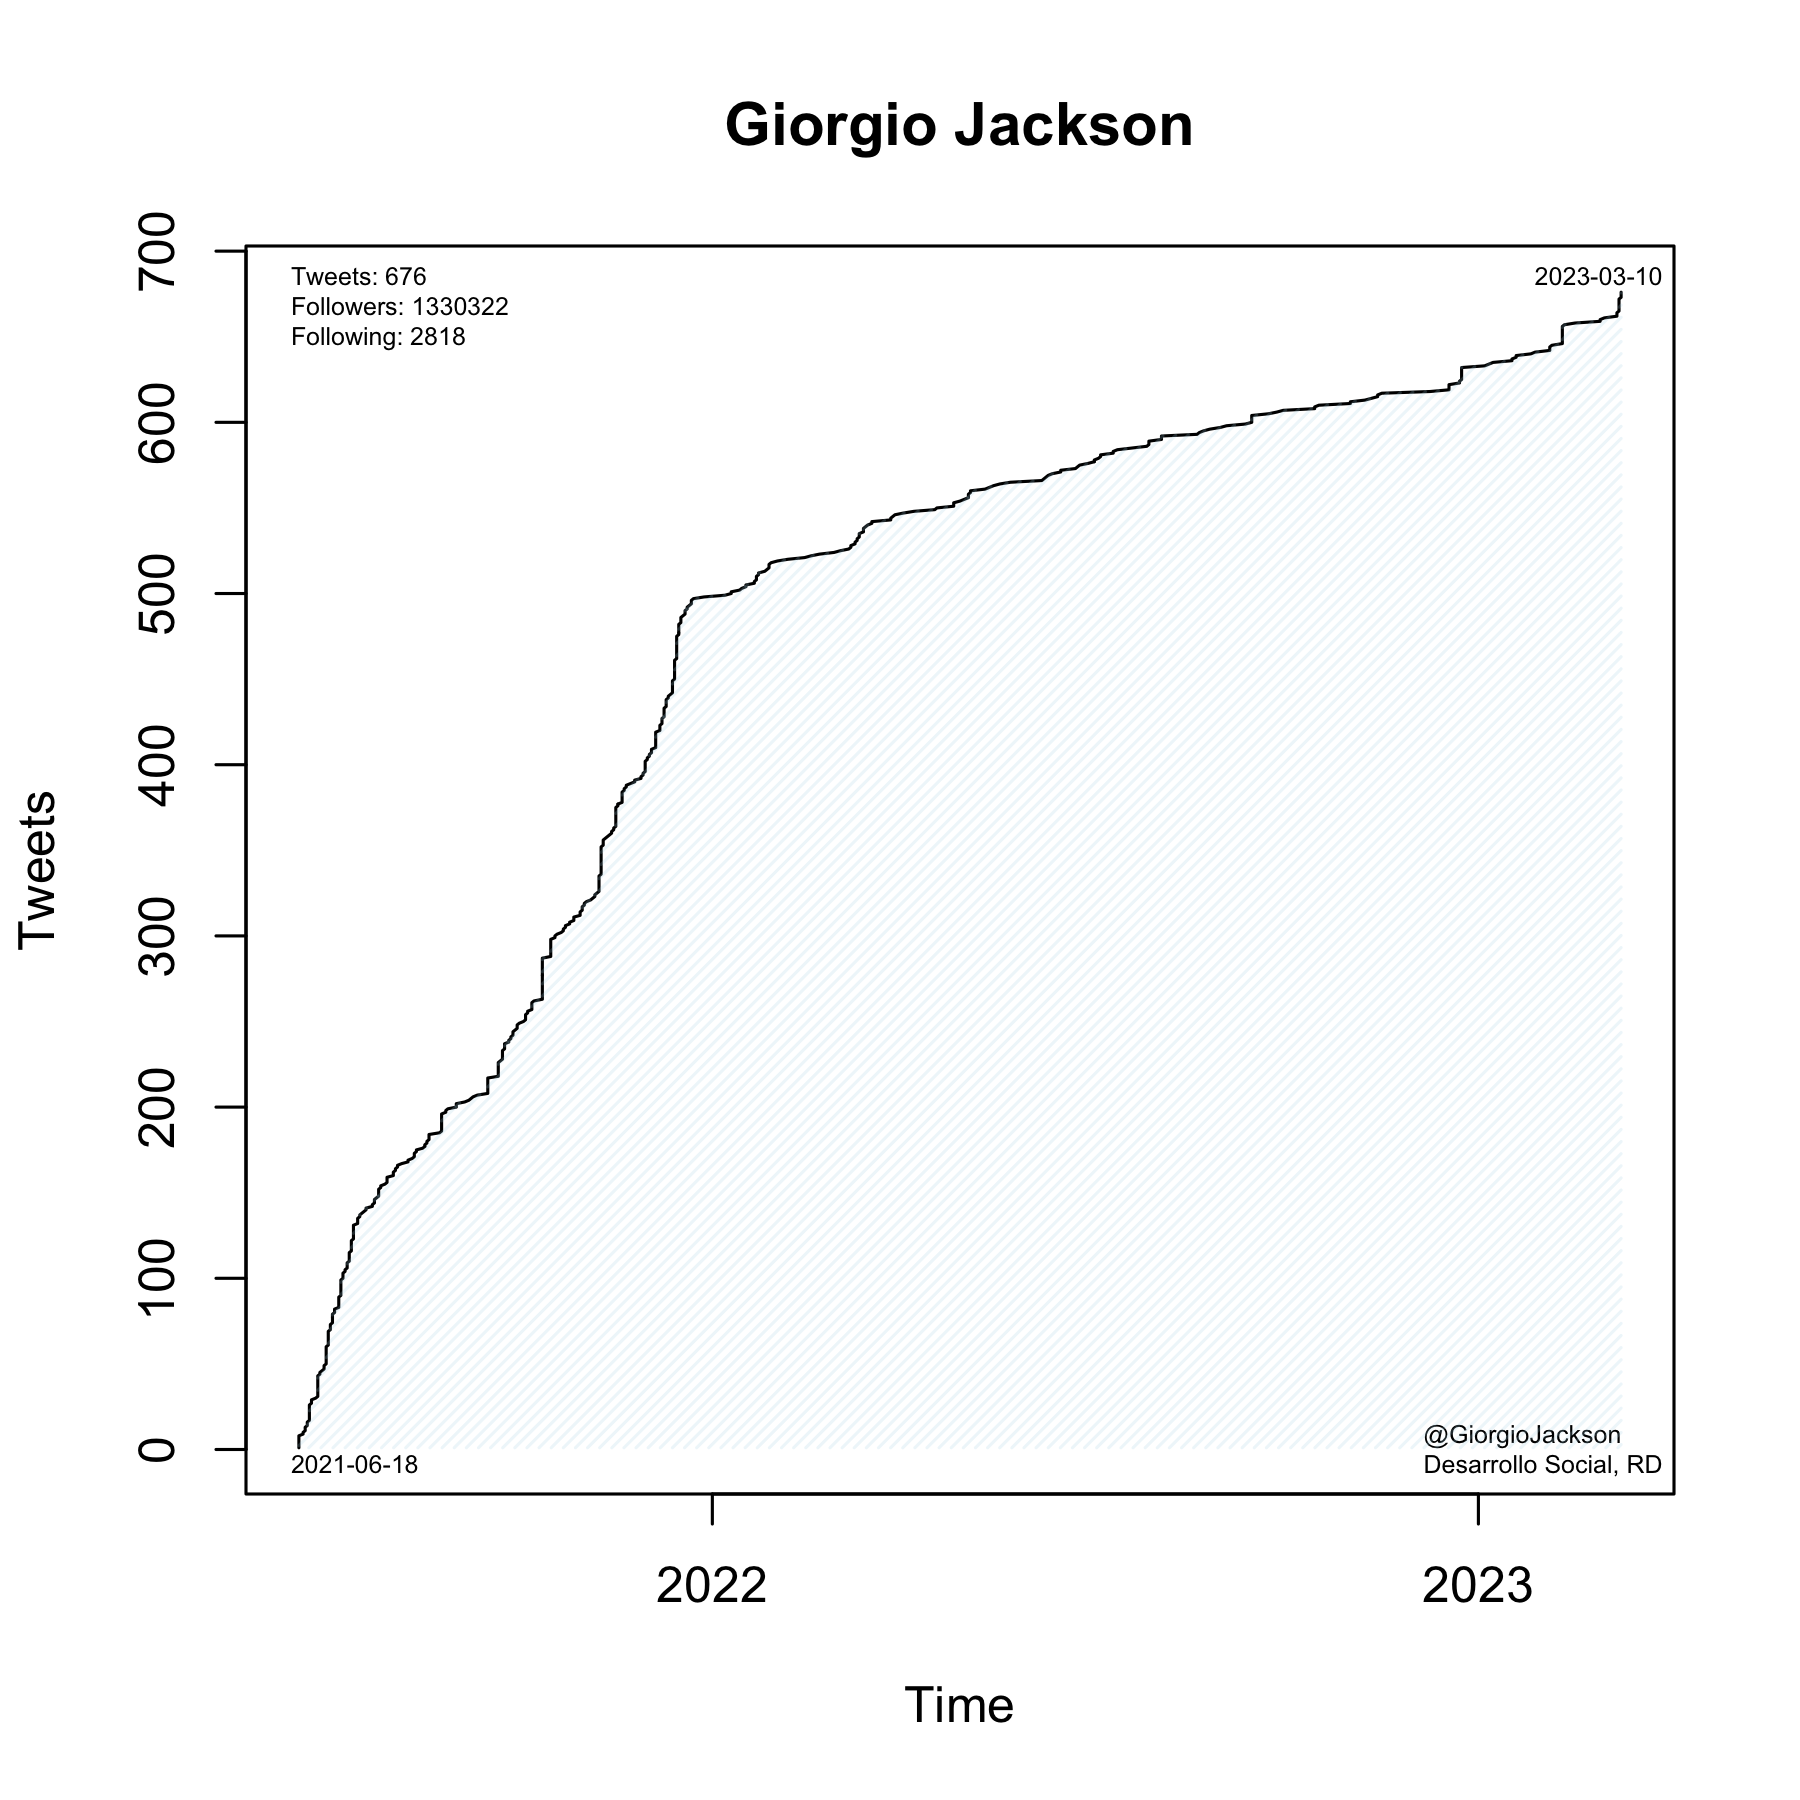 Giorgio Jackson
Tweets: 676
Followers: 1330322
Following: 2818
2023-03-10
700
600
500
400
300
200
100
0
Tweets
2021-06-18
@GiorgioJackson
Desarrollo Social, RD
2022
2023
Time